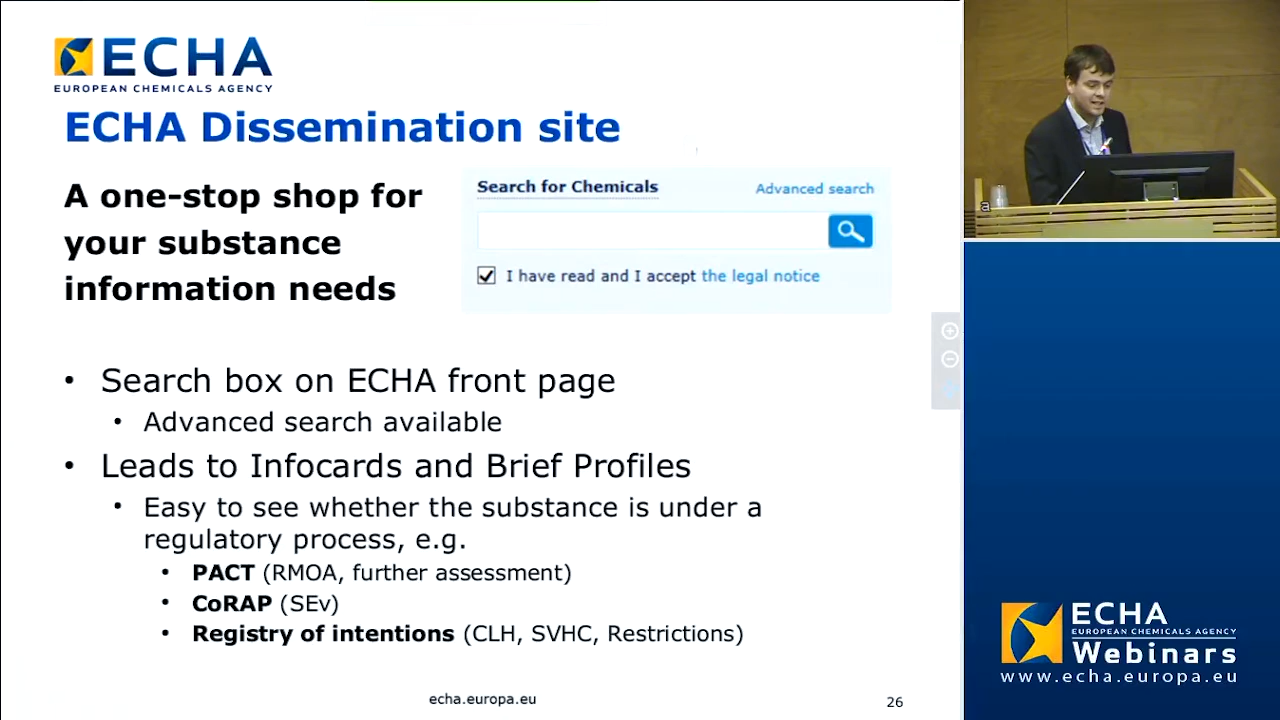 ECHA
EUROPEAN CHEMICALS AGENCY
ECHA Dissemination site
A one-stop shop for
your substance
information needs
Search for Chemicals
Advanced search
I have read and I accept the legal notice
• Search box on ECHA front page
• Advanced search available
• Leads to Infocards and Brief Profiles
• Easy to see whether the substance is under a
regulatory process, e.g.
• PACT (RMOA, further assessment)
• CoRAP (SEv)
• Registry of intentions (CLH, SVHC, Restrictions)
echa.europa.eu
26
a
ECHA
EUROPEAN CHEMICALS AGENCY
Webinars
www.echa.europa.eu